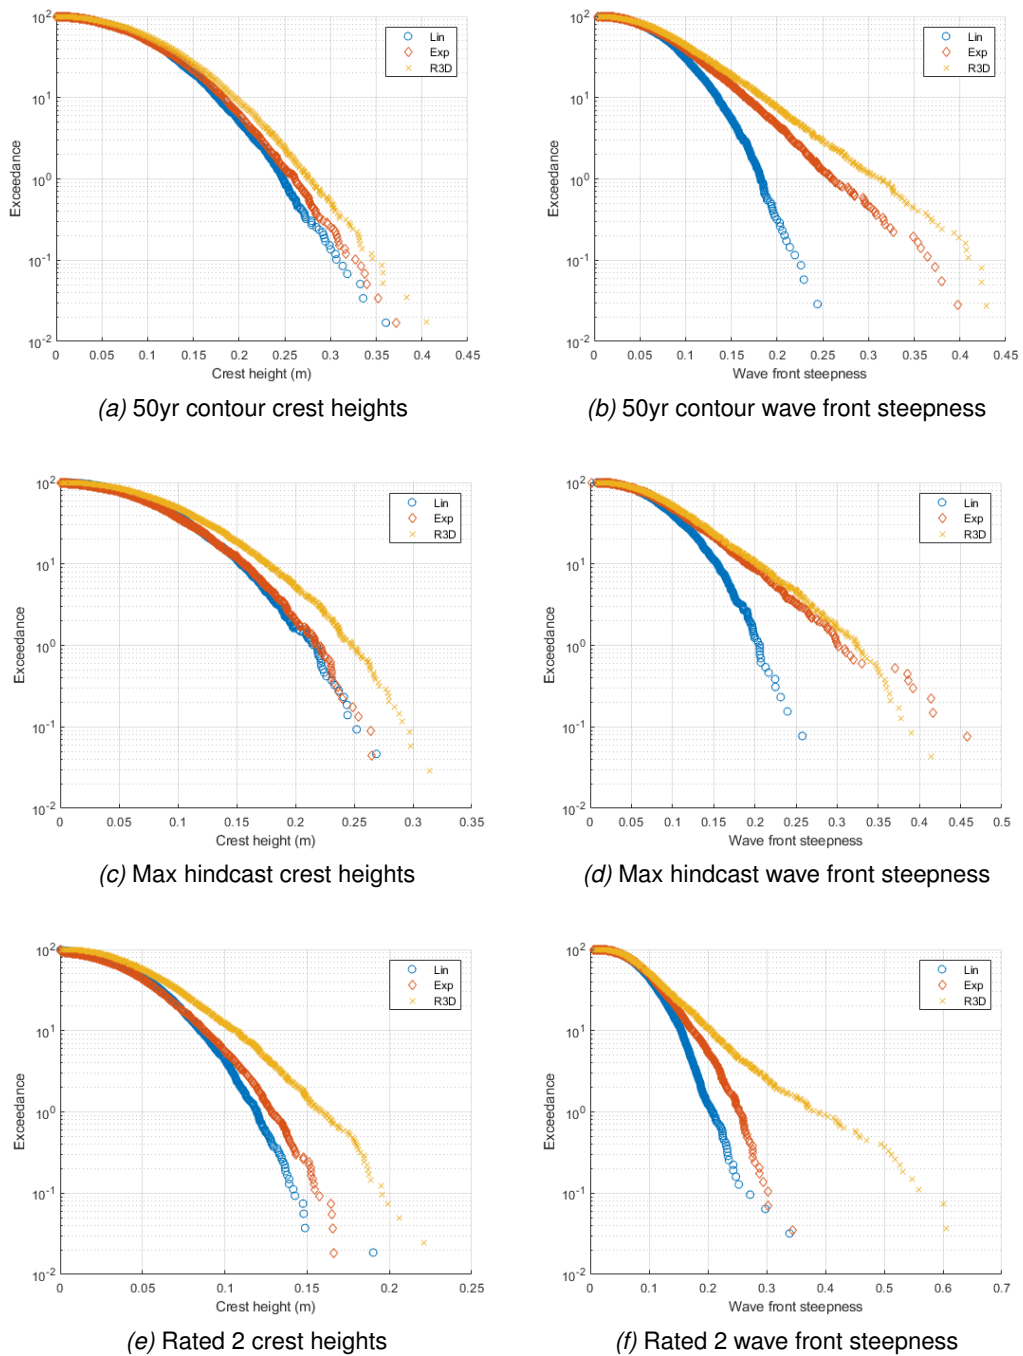 10^2
10^1
10^0
10^-1
10^-2
Exceedance
0 0.05 0.1 0.15 0.2 0.25 0.3 0.35 0.4 0.45
Crest height (m)
Lin
Exp
R3D
(a) 50yr contour crest heights
10^2
10^1
10^0
10^-1
10^-2
Exceedance
0 0.05 0.1 0.15 0.2 0.25 0.3 0.35 0.4 0.45
Wave front steepness
Lin
Exp
R3D
(b) 50yr contour wave front steepness
10^2
10^1
10^0
10^-1
10^-2
Exceedance
0 0.05 0.1 0.15 0.2 0.25 0.3 0.35
Crest height (m)
Lin
Exp
R3D
(c) Max hindcast crest heights
10^2
10^1
10^0
10^-1
10^-2
Exceedance
0 0.05 0.1 0.15 0.2 0.25 0.3 0.35 0.4 0.45 0.5
Wave front steepness
Lin
Exp
R3D
(d) Max hindcast wave front steepness
10^2
10^1
10^0
10^-1
10^-2
Exceedance
0 0.05 0.1 0.15 0.2 0.25
Crest height (m)
Lin
Exp
R3D
(e) Rated 2 crest heights
10^2
10^1
10^0
10^-1
10^-2
Exceedance
0 0.1 0.2 0.3 0.4 0.5 0.6 0.7
Wave front steepness
Lin
Exp
R3D
(f) Rated 2 wave front steepness